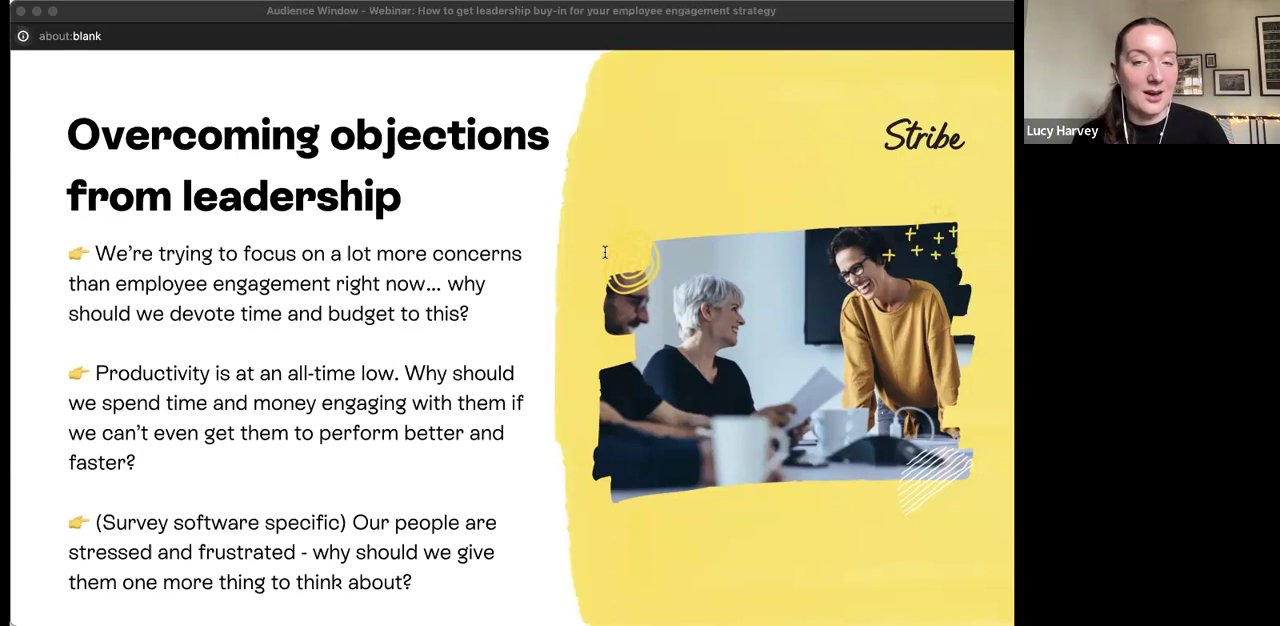 Audience Window - Webinar: How to get leadership buy-in for your employee engagement strategy
about:blank
Overcoming objections
from leadership
👉 We’re trying to focus on a lot more concerns
than employee engagement right now... why
should we devote time and budget to this?
👉 Productivity is at an all-time low. Why should
we spend time and money engaging with them if
we can’t even get them to perform better and
faster?
👉 (Survey software specific) Our people are
stressed and frustrated - why should we give
them one more thing to think about?
Stribe
Lucy Harvey